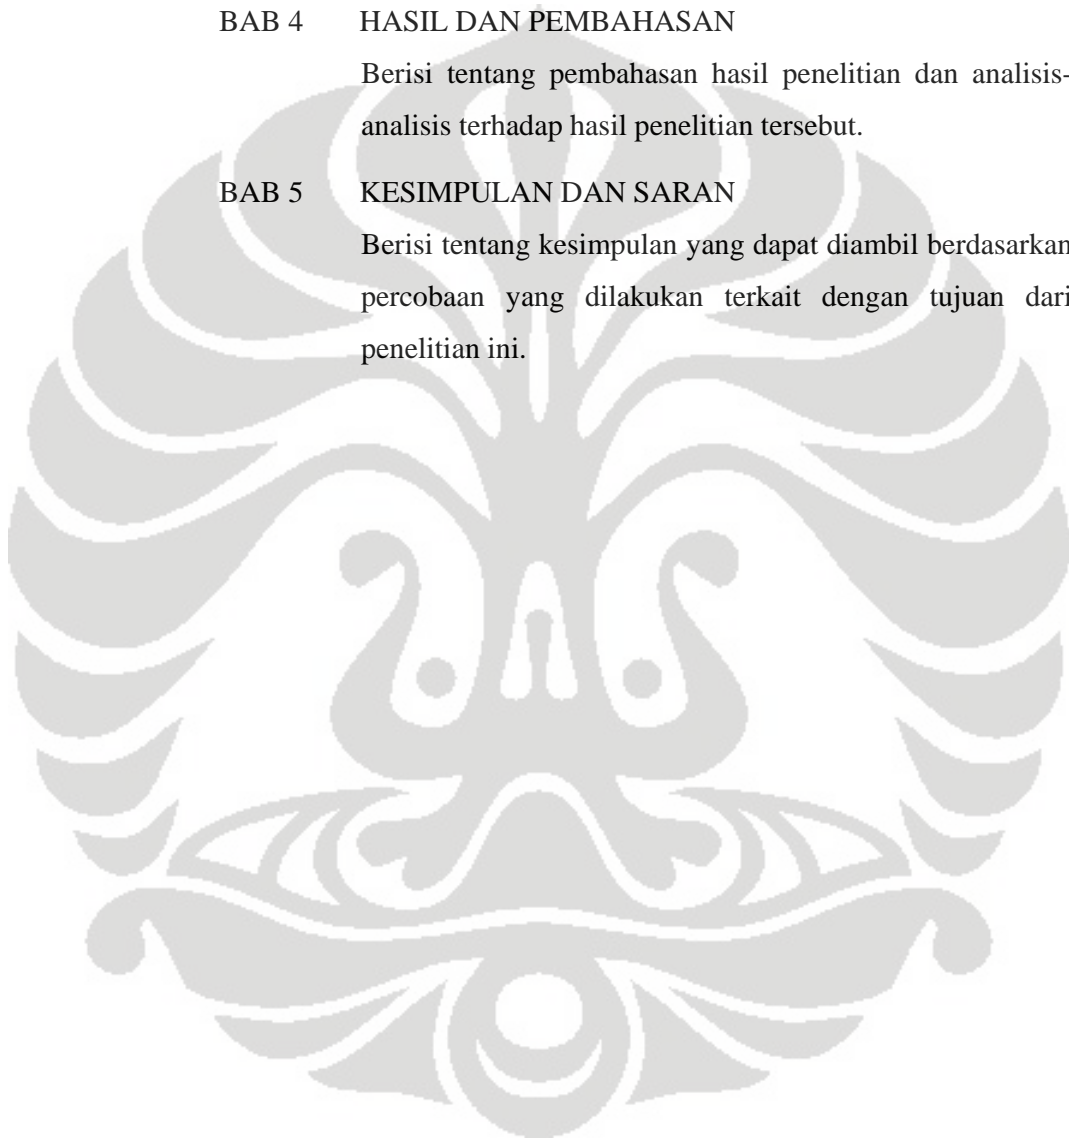 BAB 4 HASIL DAN PEMBAHASAN
Berisi tentang pembahasan hasil penelitian dan analisis-
analisis terhadap hasil penelitian tersebut.
BAB 5 KESIMPULAN DAN SARAN
Berisi tentang kesimpulan yang dapat diambil berdasarkan
percobaan yang dilakukan terkait dengan tujuan dari
penelitian ini.